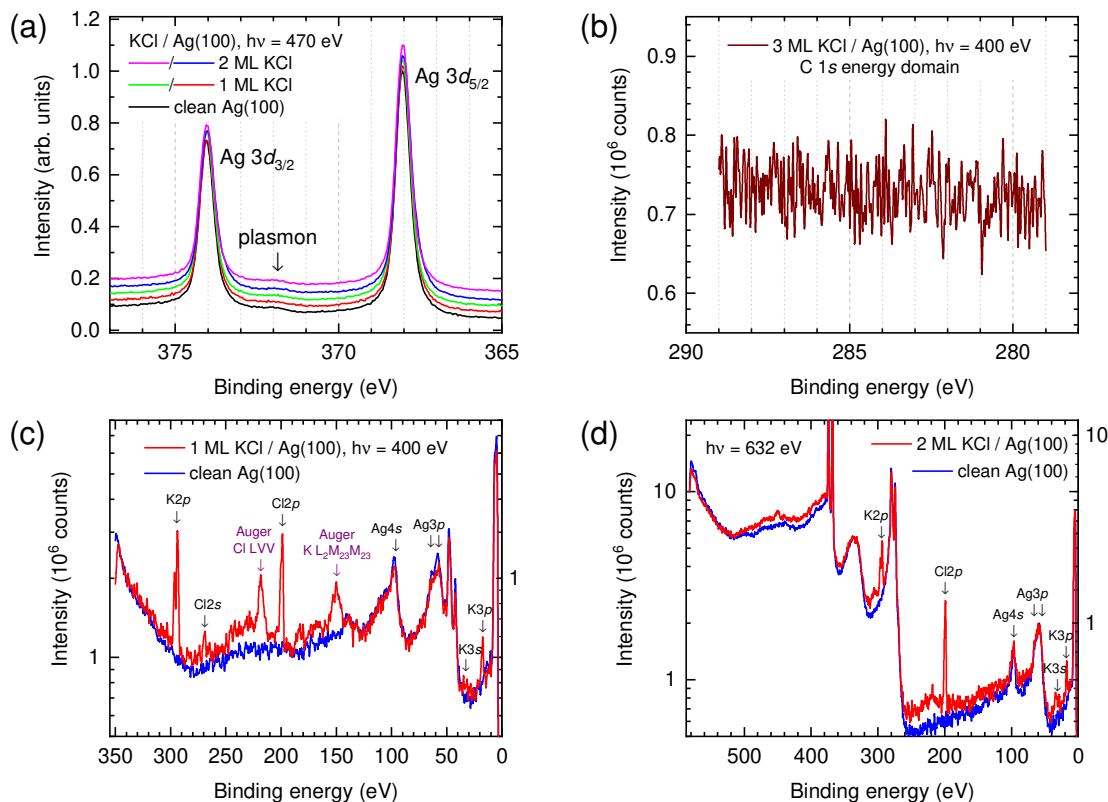 (a)
KCl / Ag(100), hν = 470 eV
/ 2 ML KCl
/ 1 ML KCl
clean Ag(100)
Ag 3d5/2
Ag 3d3/2
plasmon
Intensity (arb. units)
1.2
1.0
0.8
0.6
0.4
0.2
0.0
375 370 365
Binding energy (eV)
(b)
3 ML KCl / Ag(100), hν = 400 eV
C 1s energy domain
Intensity (10^6 counts)
0.9
0.8
0.7
0.6
290 285 280
Binding energy (eV)
(c)
1 ML KCl / Ag(100), hν = 400 eV
clean Ag(100)
K2p
Cl2s
Auger
Cl LVV
Cl2p
Auger
K L2M23M23
Ag4s
Ag3p
K3s
K3p
Intensity (10^6 counts)
1
1
350 300 250 200 150 100 50 0
Binding energy (eV)
(d)
hν = 632 eV
2 ML KCl / Ag(100)
clean Ag(100)
K2p
Cl2p
Ag4s
Ag3p
K3p
K3s
Intensity (10^6 counts)
10
1
10
1
500 400 300 200 100 0
Binding energy (eV)